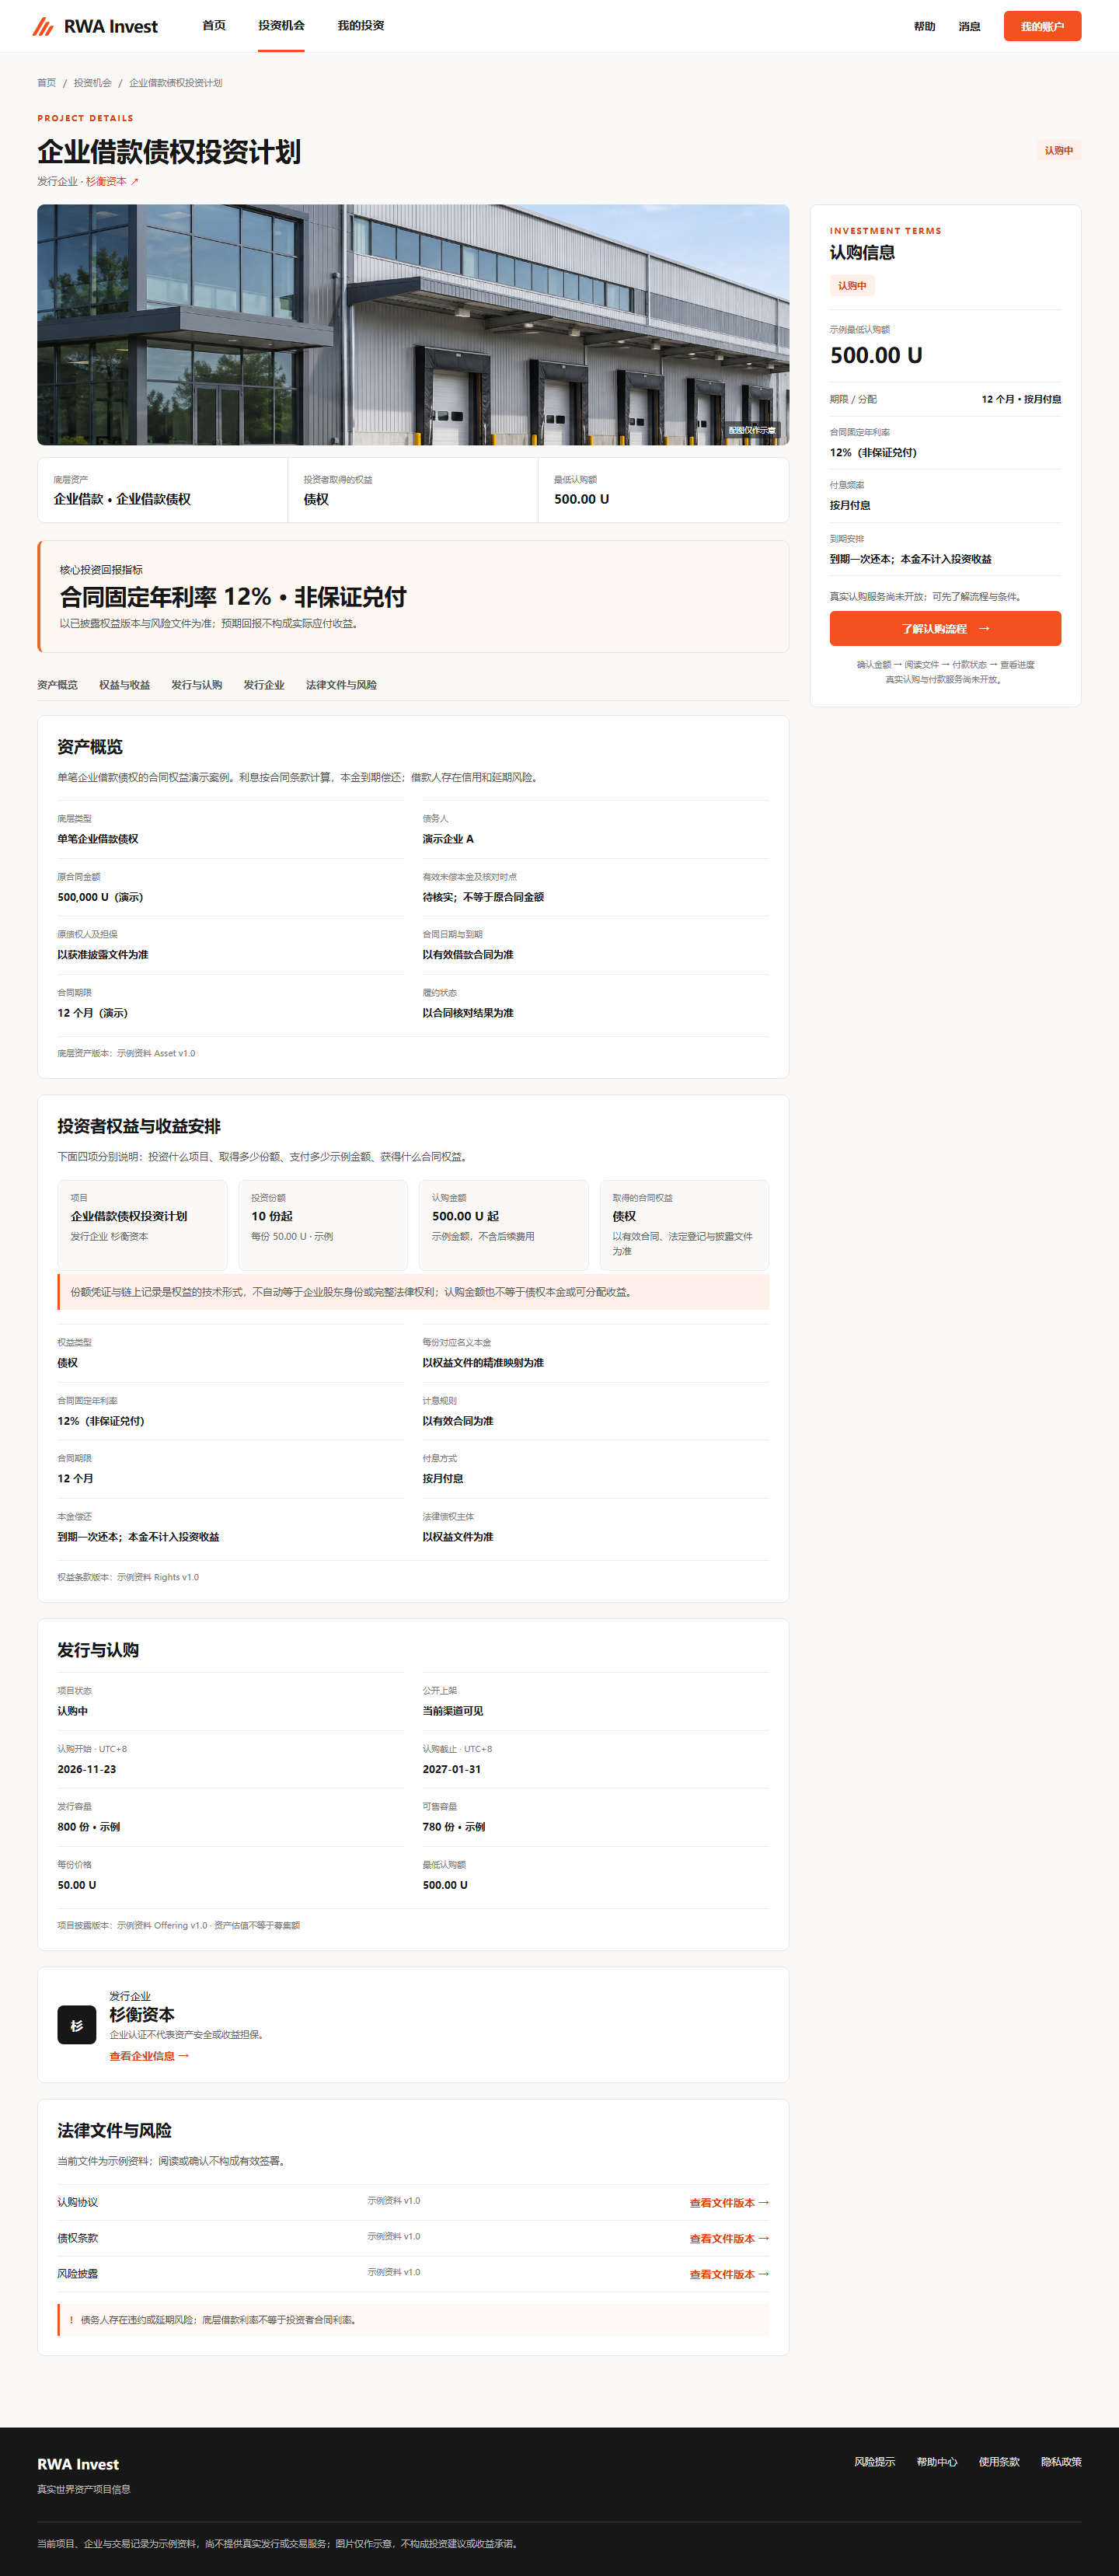 RWA Invest
首页
投资机会
我的投资
帮助
消息
我的账户
首页 / 投资机会 / 企业借款债权投资计划
PROJECT DETAILS
企业借款债权投资计划
认购中
发行企业 · 杉衡资本 ↗
配图仅作示意
底层资产
企业借款 • 企业借款债权
投资者取得的权益
债权
最低认购额
500.00 U
核心投资回报指标
合同固定年利率 12% • 非保证兑付
以已披露权益版本与风险文件为准；预期回报不构成实际应付收益。
INVESTMENT TERMS
认购信息
认购中
示例最低认购额
500.00 U
期限 / 分配
12 个月 • 按月付息
合同固定年利率
12%（非保证兑付）
付息频率
按月付息
到期安排
到期一次还本；本金不计入投资收益
真实认购服务尚未开放；可先了解流程与条件。
了解认购流程 →
确认金额 → 阅读文件 → 付款状态 → 查看进度
真实认购与付款服务尚未开放。
资产概览
权益与收益
发行与认购
发行企业
法律文件与风险
资产概览
单笔企业借款债权的合同权益演示案例。利息按合同条款计算，本金到期偿还；借款人存在信用和延期风险。
底层类型
单笔企业借款债权
债务人
演示企业 A
原合同金额
500,000 U（演示）
有效未偿本金及核对时点
待核实；不等于原合同金额
原债权人及担保
以获准披露文件为准
合同日期与到期
以有效借款合同为准
合同期限
12 个月（演示）
履约状态
以合同核对结果为准
底层资产版本：示例资料 Asset v1.0
投资者权益与收益安排
下面四项分别说明：投资什么项目、取得多少份额、支付多少示例金额、获得什么合同权益。
项目
企业借款债权投资计划
发行企业 杉衡资本
投资份额
10 份起
每份 50.00 U · 示例
认购金额
500.00 U 起
示例金额，不含后续费用
取得的合同权益
债权
以有效合同、法定登记与披露文件
为准
份额凭证与链上记录是权益的技术形式，不自动等于企业股东身份或完整法律权利；认购金额也不等于债权本金或可分配收益。
权益类型
债权
每份对应名义本金
以权益文件的精准映射为准
合同固定年利率
12%（非保证兑付）
计息规则
以有效合同为准
合同期限
12 个月
付息方式
按月付息
本金偿还
到期一次还本；本金不计入投资收益
法律债权主体
以权益文件为准
权益条款版本：示例资料 Rights v1.0
发行与认购
项目状态
认购中
公开上架
当前渠道可见
认购开始 · UTC+8
2026-11-23
认购截止 · UTC+8
2027-01-31
发行容量
800 份 • 示例
可售容量
780 份 • 示例
每份价格
50.00 U
最低认购额
500.00 U
项目披露版本：示例资料 Offering v1.0 · 资产估值不等于募集额
杉
发行企业
杉衡资本
企业认证不代表资产安全或收益担保。
查看企业信息 →
法律文件与风险
当前文件为示例资料；阅读或确认不构成有效签署。
认购协议
示例资料 v1.0
查看文件版本 →
债权条款
示例资料 v1.0
查看文件版本 →
风险披露
示例资料 v1.0
查看文件版本 →
! 债务人存在违约或延期风险；底层借款利率不等于投资者合同利率。
RWA Invest
真实世界资产项目信息
风险提示
帮助中心
使用条款
隐私政策
当前项目、企业与交易记录为示例资料，尚不提供真实发行或交易服务；图片仅作示意，不构成投资建议或收益承诺。